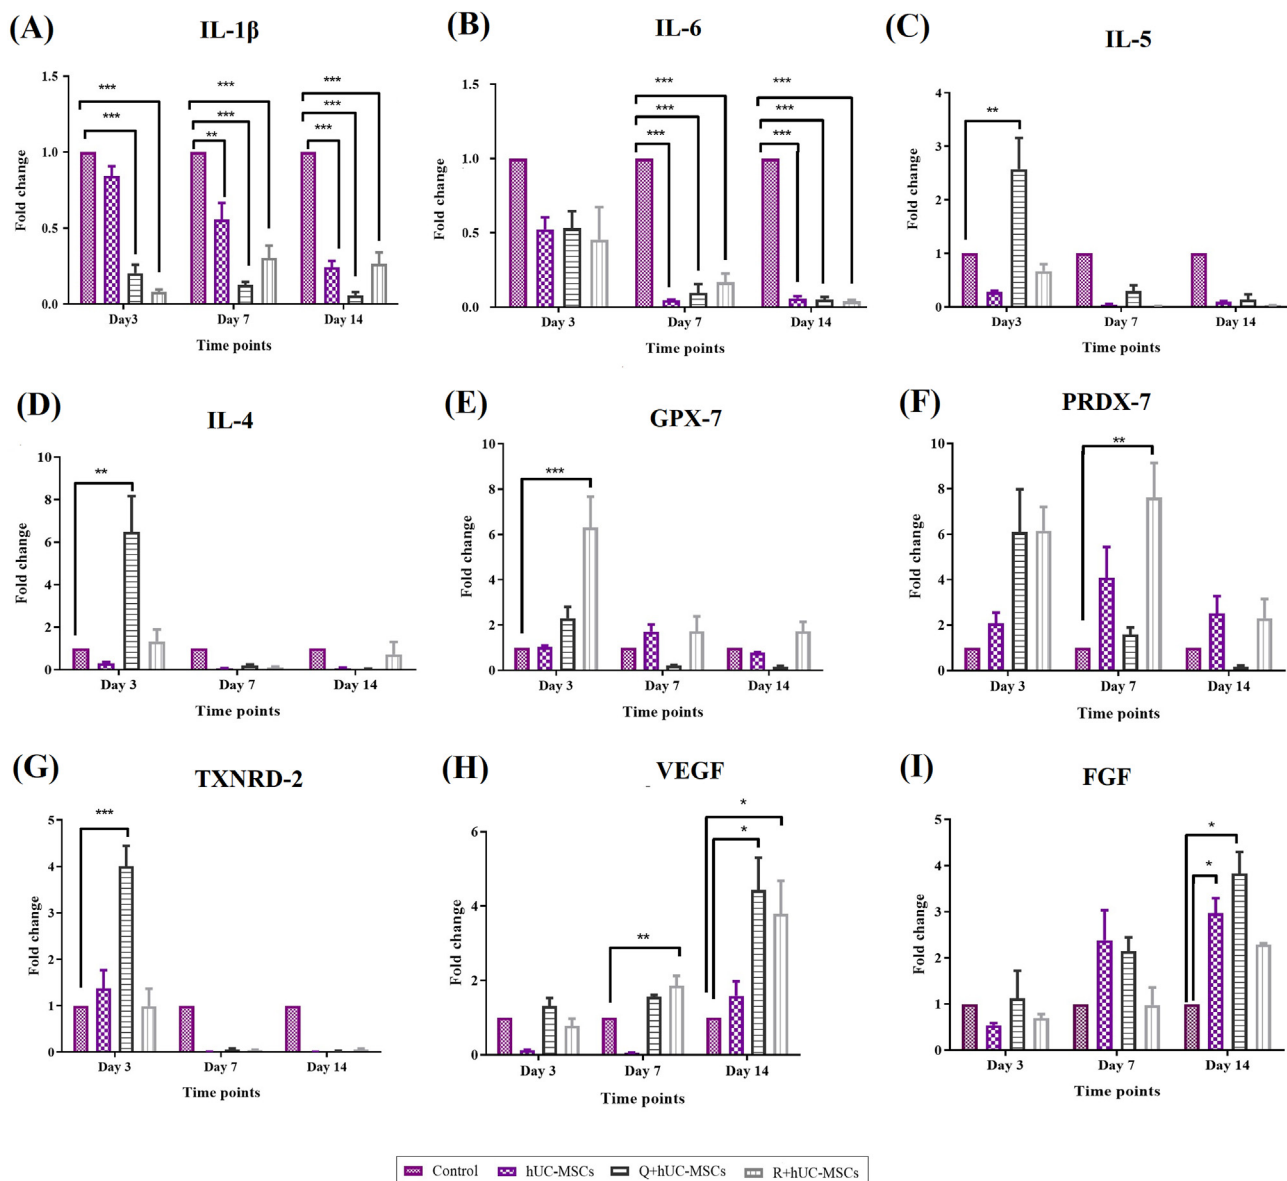 (A) IL-1β
Fold change
1.5
1.0
0.5
0.0
***
***
***
***
**
***
***
***
Day3 Day 7 Day 14
Time points
(B) IL-6
Fold change
1.5
1.0
0.5
0.0
***
***
***
***
***
***
Day 3 Day 7 Day 14
Time points
(C) IL-5
Fold change
4
3
2
1
0
**
Day3 Day 7 Day 14
Time points
(D) IL-4
Fold change
10
8
6
4
2
0
**
Day 3 Day 7 Day 14
Time points
(E) GPX-7
Fold change
10
8
6
4
2
0
***
Day 3 Day 7 Day 14
Time points
(F) PRDX-7
Fold change
10
8
6
4
2
0
**
Day 3 Day 7 Day 14
Time points
(G) TXNRD-2
Fold change
5
4
3
2
1
0
***
Day 3 Day 7 Day 14
Time points
(H) VEGF
Fold change
6
4
2
0
**
*
*
Day 3 Day 7 Day 14
Time points
(I) FGF
Fold change
5
4
3
2
1
0
*
*
Day 3 Day 7 Day 14
Time points
Control hUC-MSCs Q+hUC-MSCs R+hUC-MSCs